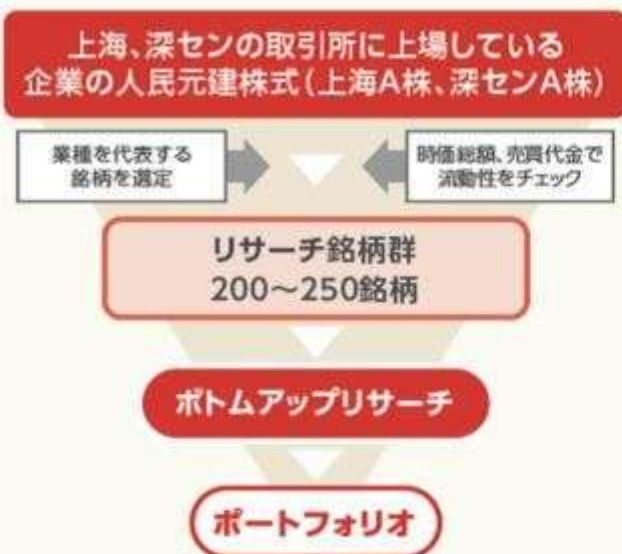 上海、深センの取引所に上場している
企業の人民元建株式(上海A株、深センA株)
業種を代表する
銘柄を選定
時価総額、売買代金で
流動性をチェック
リサーチ銘柄群
200～250銘柄
ボトムアップリサーチ
ポートフォリオ